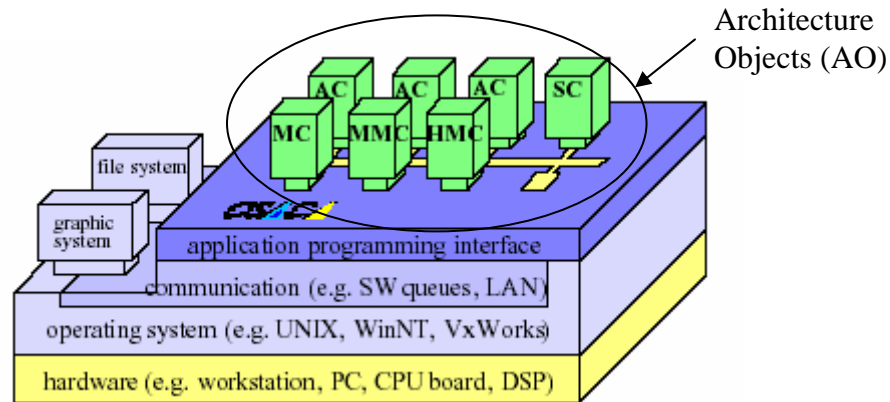 Architecture
Objects (AO)
AC AC AC SC
MC MMC HMC
file system
graphic
system
application programming interface
communication (e.g. SW queues, LAN)
operating system (e.g. UNIX, WinNT, VxWorks)
hardware (e.g. workstation, PC, CPU board, DSP)